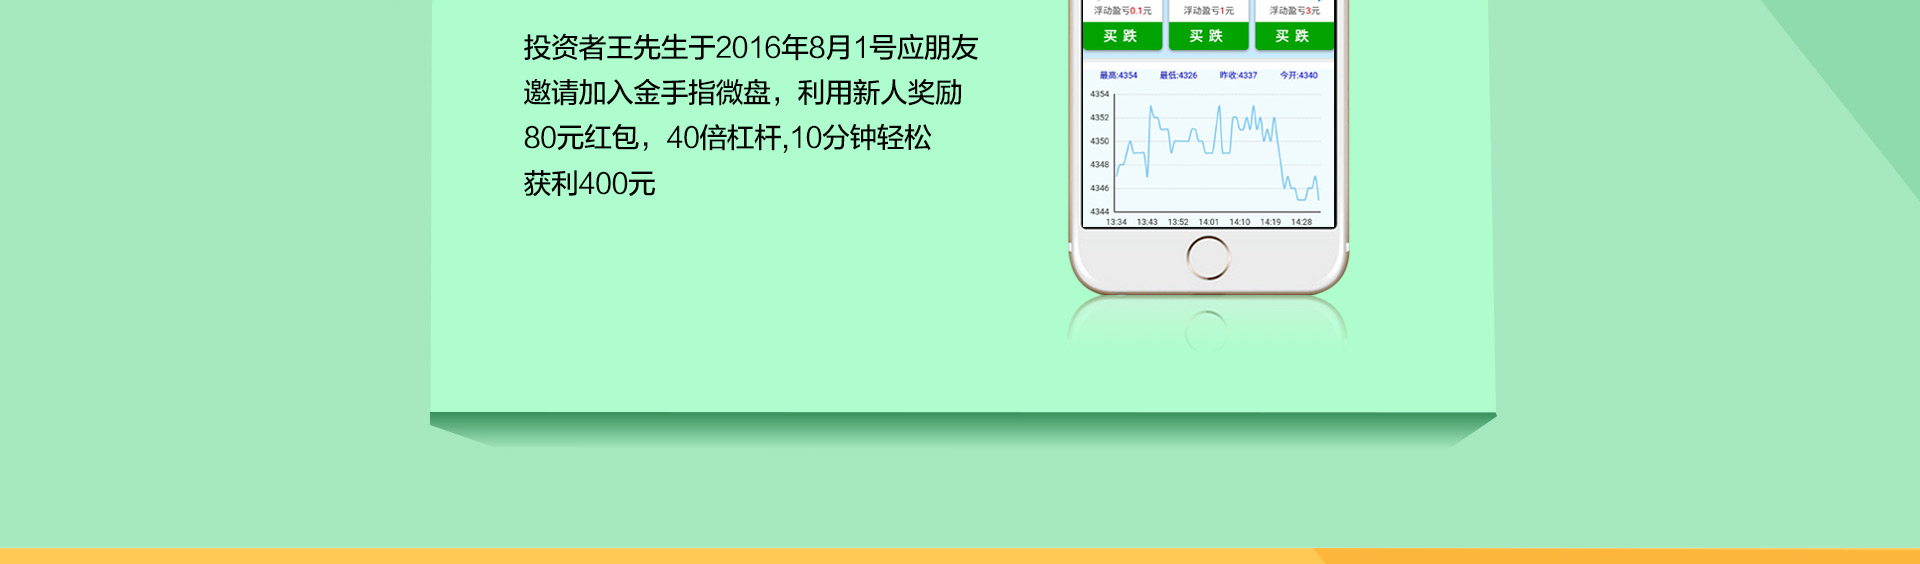 浮动盈亏0.1元 浮动盈亏1元 浮动盈亏3元
买 跌 买 跌 买 跌
投资者王先生于2016年8月1号应朋友
邀请加入金手指微盘，利用新人奖励
80元红包，40倍杠杆,10分钟轻松
获利400元
最高:4354 最低:4326 昨收:4337 今开:4340
4354
4352
4350
4348
4346
4344
13:34 13:43 13:52 14:01 14:10 14:19 14:28